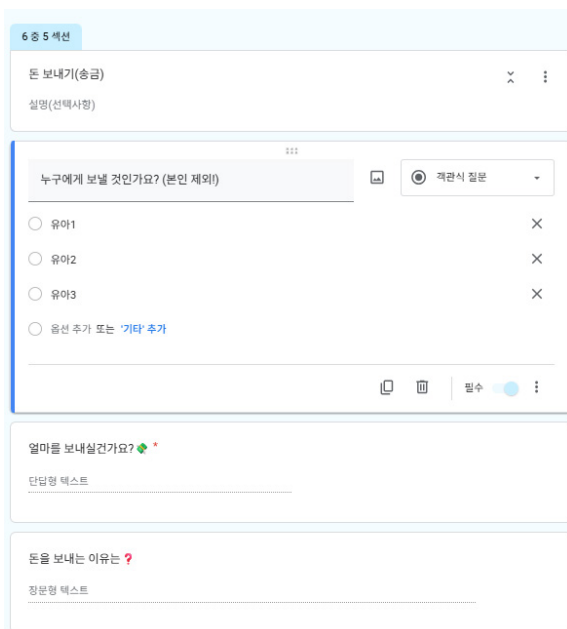 6 중 5 섹션
돈 보내기(송금)
설명(선택사항)
누구에게 보낼 것인가요? (본인 제외!)
객관식 질문
유아1
유아2
유아3
옵션 추가 또는 '기타' 추가
필수
얼마를 보내실건가요?💸 *
단답형 텍스트
돈을 보내는 이유는❓
장문형 텍스트